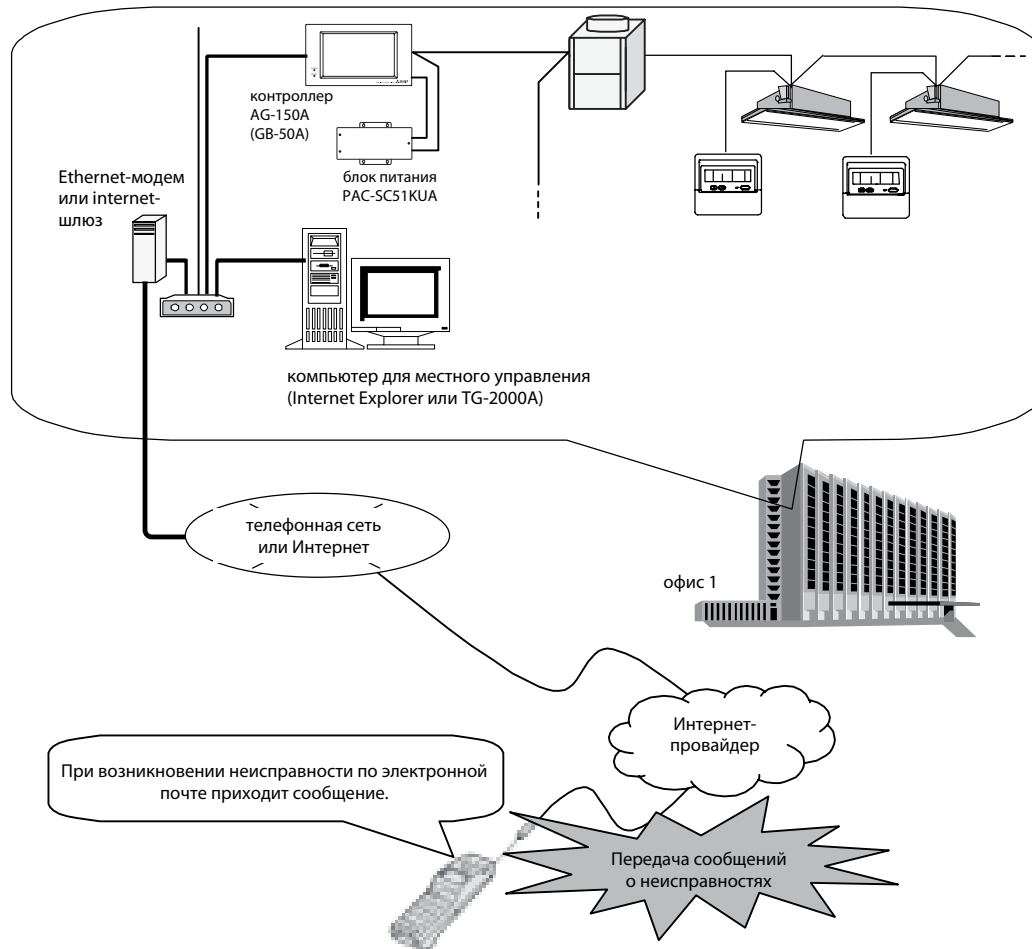 контроллер
AG-150A
(GB-50A)
блок питания
PAC-SC51KUA
Ethernet-модем
или internet-
шлюз
компьютер для местного управления
(Internet Explorer или TG-2000A)
телефонная сеть
или Интернет
офис 1
Интернет-
провайдер
При возникновении неисправности по электронной
почте приходит сообщение.
Передача сообщений
о неисправностях